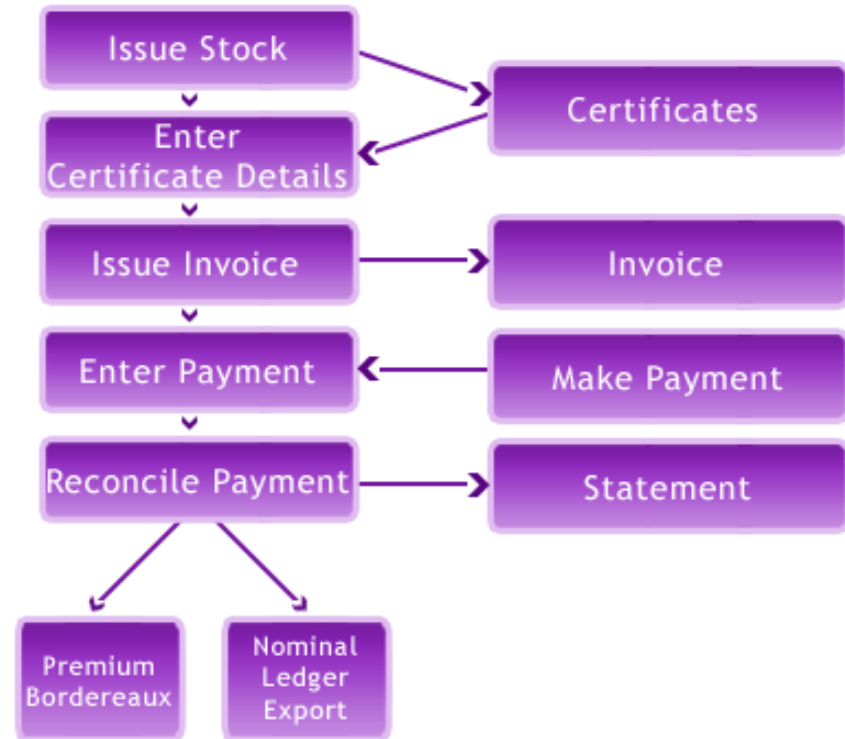 Issue Stock
Certificates
Enter
Certificate Details
Issue Invoice
Invoice
Enter Payment
Make Payment
Reconcile Payment
Statement
Premium
Bordereaux
Nominal
Ledger
Export